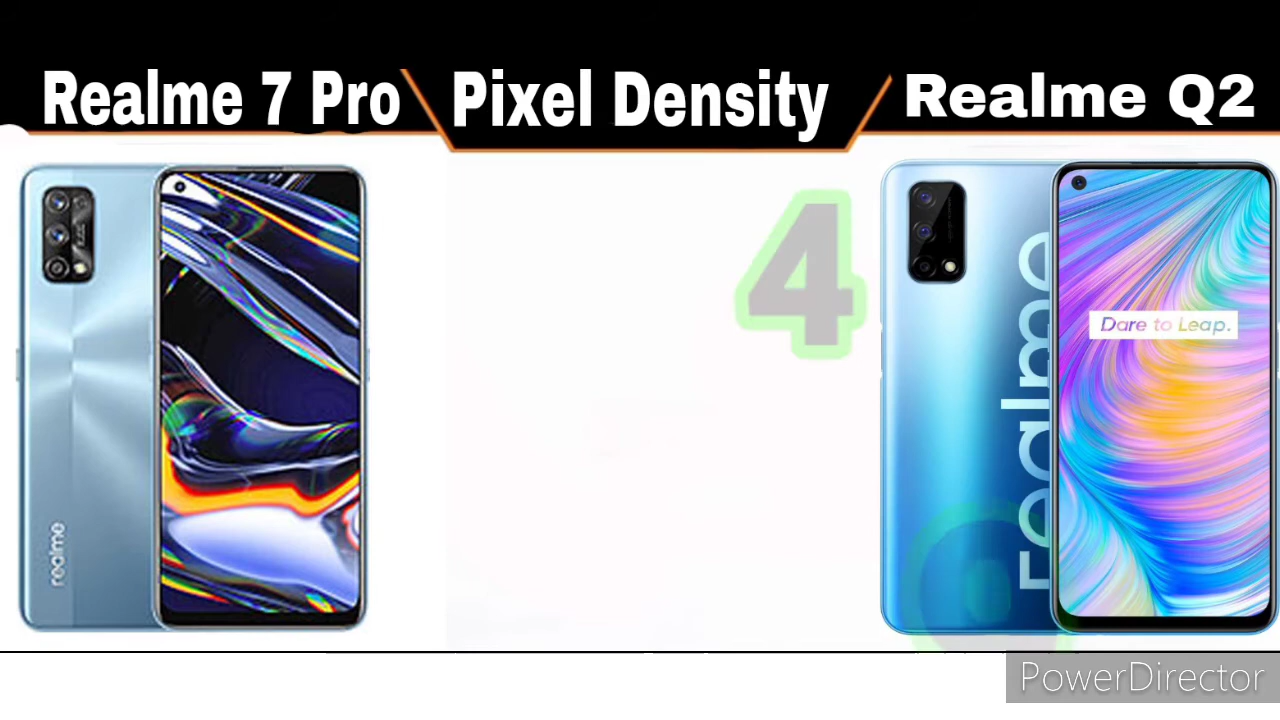 Realme 7 Pro
Pixel Density
Realme Q2
4
Dare to Leap.
realme
realme
PowerDirector